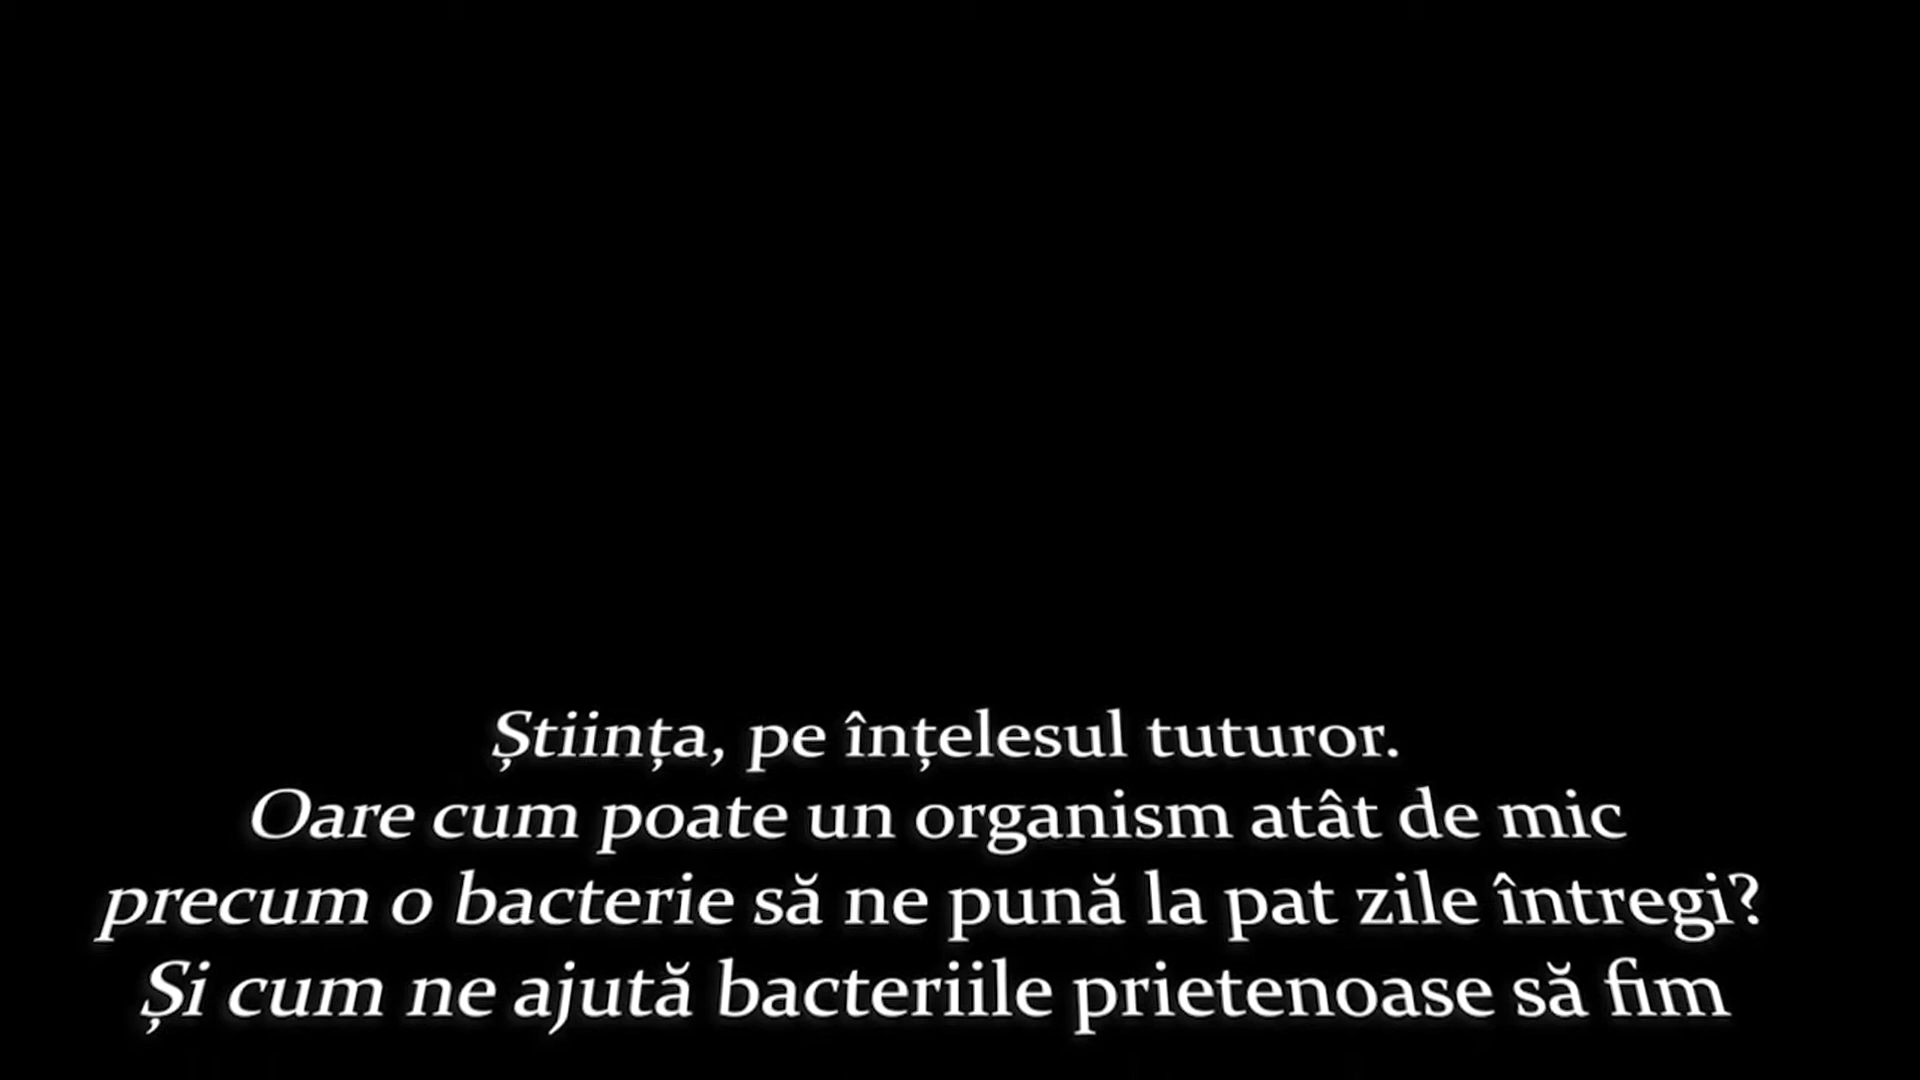 Știința, pe înțelesul tuturor.
Oare cum poate un organism atât de mic
precum o bacterie să ne pună la pat zile întregi?
Și cum ne ajută bacteriile prietenoase să fim